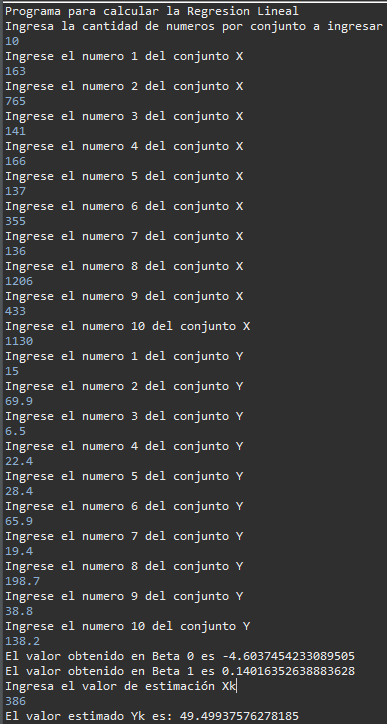 Programa para calcular la Regresion Lineal
Ingresa la cantidad de numeros por conjunto a ingresar
10
Ingrese el numero 1 del conjunto X
163
Ingrese el numero 2 del conjunto X
765
Ingrese el numero 3 del conjunto X
141
Ingrese el numero 4 del conjunto X
166
Ingrese el numero 5 del conjunto X
137
Ingrese el numero 6 del conjunto X
355
Ingrese el numero 7 del conjunto X
136
Ingrese el numero 8 del conjunto X
1206
Ingrese el numero 9 del conjunto X
433
Ingrese el numero 10 del conjunto X
1130
Ingrese el numero 1 del conjunto Y
15
Ingrese el numero 2 del conjunto Y
69.9
Ingrese el numero 3 del conjunto Y
6.5
Ingrese el numero 4 del conjunto Y
22.4
Ingrese el numero 5 del conjunto Y
28.4
Ingrese el numero 6 del conjunto Y
65.9
Ingrese el numero 7 del conjunto Y
19.4
Ingrese el numero 8 del conjunto Y
198.7
Ingrese el numero 9 del conjunto Y
38.8
Ingrese el numero 10 del conjunto Y
138.2
El valor obtenido en Beta 0 es -4.6037454233089505
El valor obtenido en Beta 1 es 0.14016352638883628
Ingresa el valor de estimación Xk
386
El valor estimado Yk es: 49.49937576278185